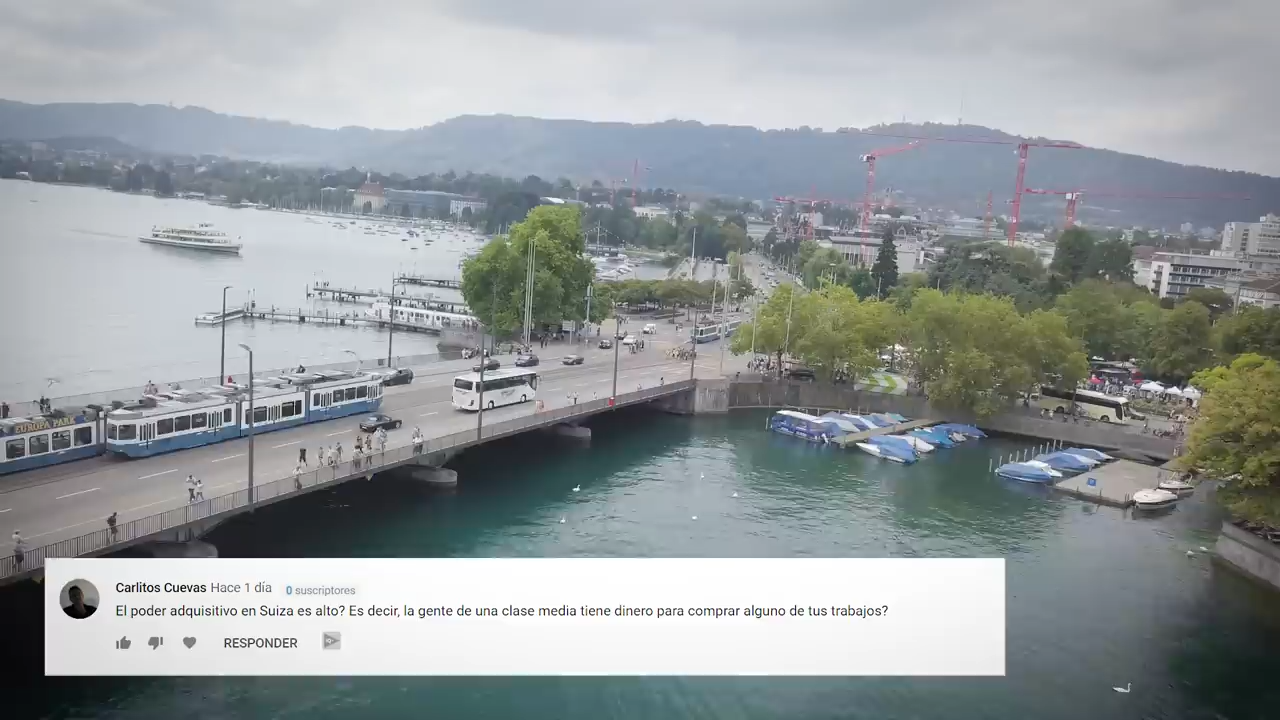 EUROPA PARK
Carlitos Cuevas Hace 1 día 0 suscriptores
El poder adquisitivo en Suiza es alto? Es decir, la gente de una clase media tiene dinero para comprar alguno de tus trabajos?
RESPONDER